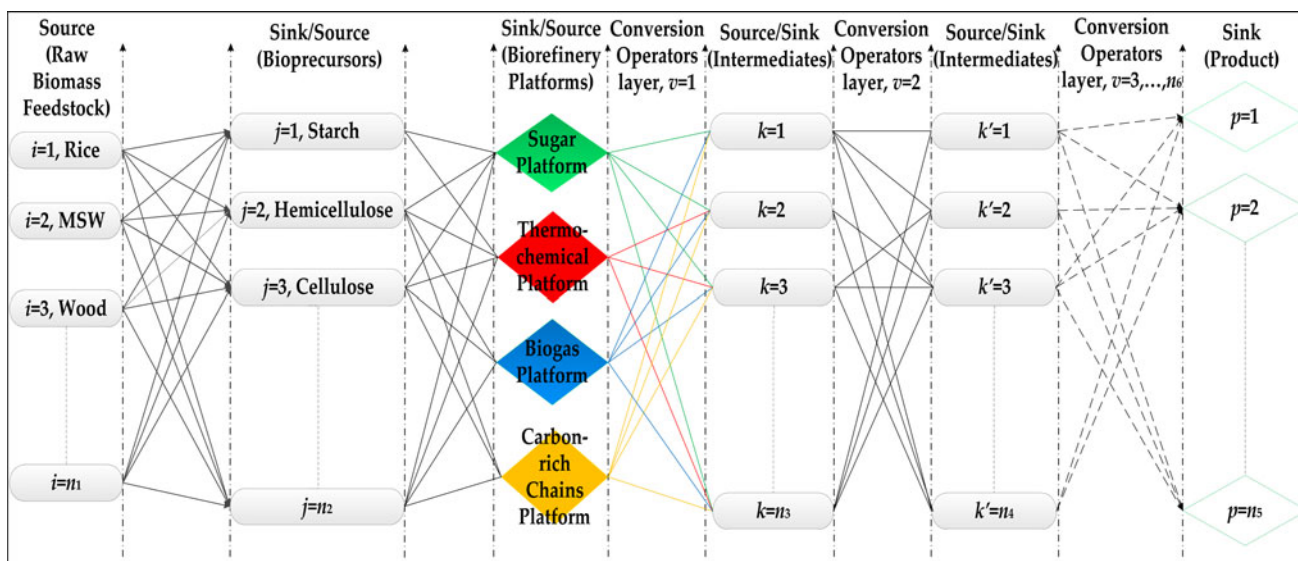 Source
(Raw
Biomass
Feedstock)
i=1, Rice
i=2, MSW
i=3, Wood
i=n1
Sink/Source
(Bioprecursors)
j=1, Starch
j=2, Hemicellulose
j=3, Cellulose
j=n2
Sink/Source
(Biorefinery
Platforms)
Sugar
Platform
Thermo-
chemical
Platform
Biogas
Platform
Carbon-
rich
Chains
Platform
Conversion
Operators
layer, v=1
Source/Sink
(Intermediates)
k=1
k=2
k=3
k=n3
Conversion
Operators
layer, v=2
Source/Sink
(Intermediates)
k'=1
k'=2
k'=3
k'=n4
Conversion
Operators
layer, v=3,...,n6
Sink
(Product)
p=1
p=2
p=n5